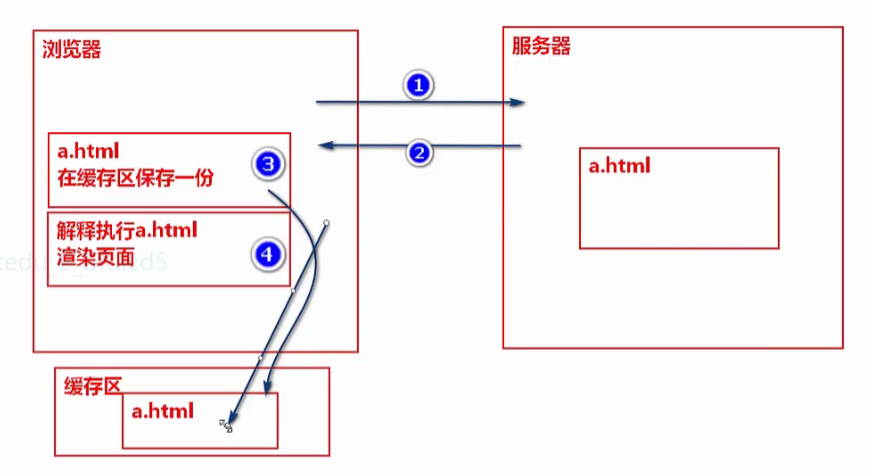 浏览器
服务器
1
2
a.html
在缓存区保存一份
3
a.html
解释执行a.html
渲染页面
4
缓存区
a.html